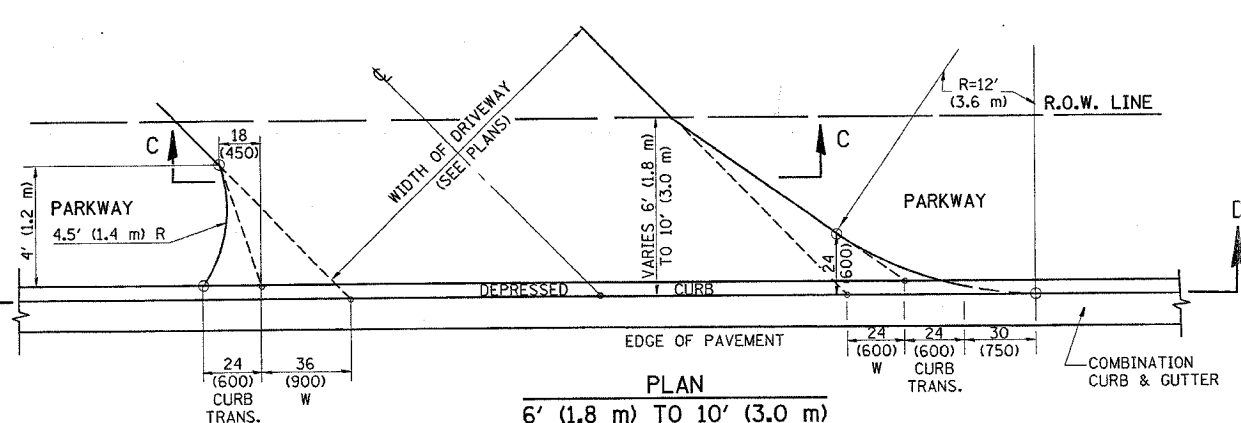 R=12'
(3.6 m)
R.O.W. LINE
℄
WIDTH OF DRIVEWAY
(SEE PLANS)
C
18
(450)
C
4' (1.2 m)
PARKWAY
4.5' (1.4 m) R
VARIES 6' (1.8 m)
TO 10' (3.0 m)
PARKWAY
24
(600)
D
DEPRESSED CURB
EDGE OF PAVEMENT
24
(600)
CURB
TRANS.
36
(900)
W
24
(600)
W
24
(600)
CURB
TRANS.
30
(750)
COMBINATION
CURB & GUTTER
PLAN
6' (1.8 m) TO 10' (3.0 m)